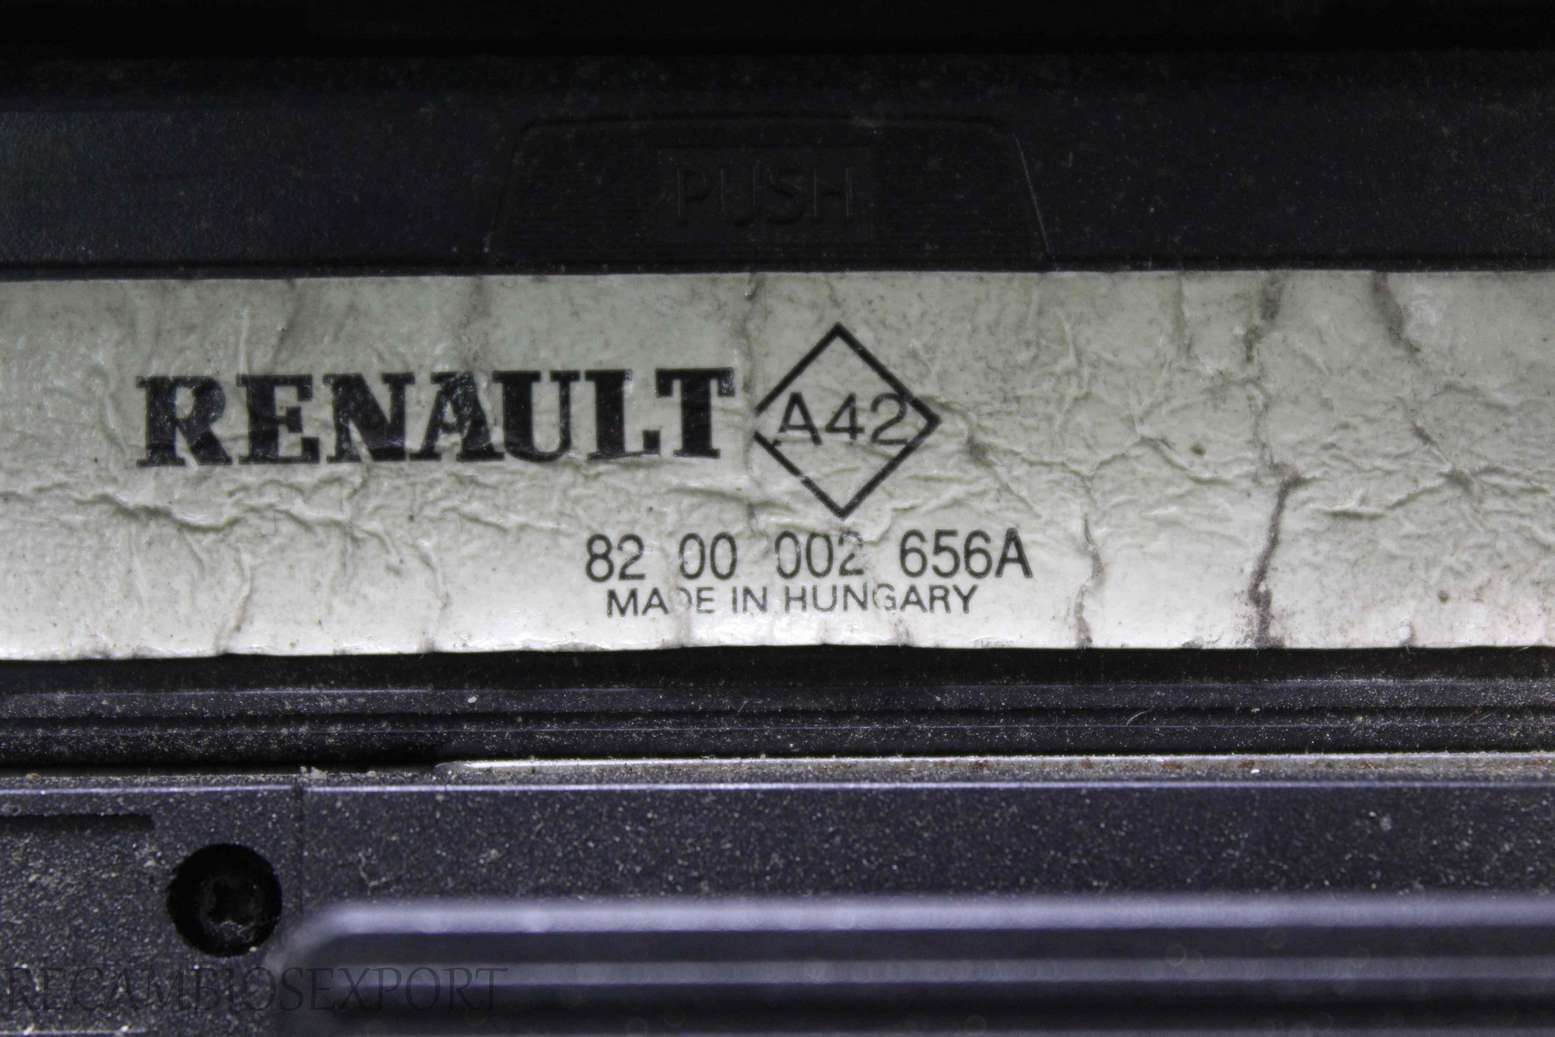 PUSH
RENAULT A42
82 00 002 656A
MADE IN HUNGARY
RECAMBIOSEXPORT